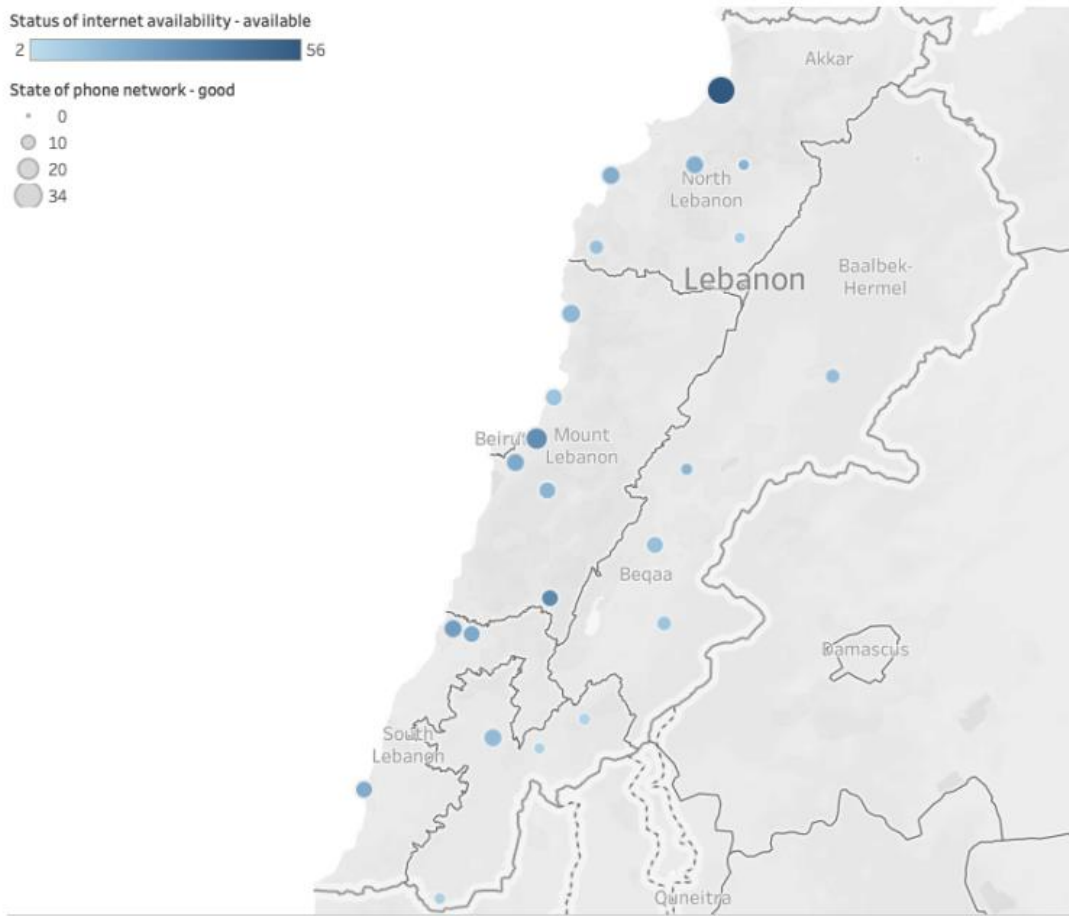 Status of internet availability - available
2 56
State of phone network - good
0
10
20
34
Akkar
North
Lebanon
Lebanon
Baalbek-
Hermel
Beirut
Mount
Lebanon
Beqaa
Damascus
South
Lebanon
Quneitra